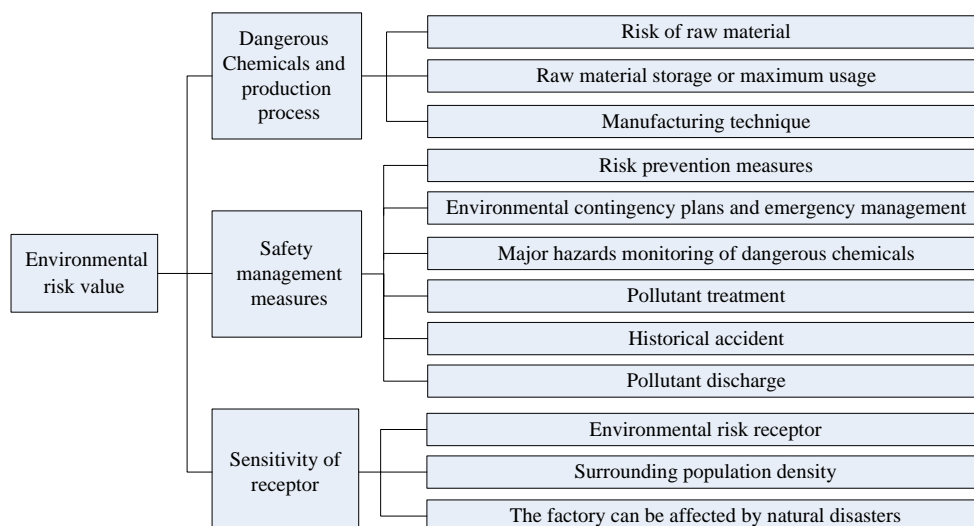 Environmental
risk value
Dangerous
Chemicals and
production
process
Risk of raw material
Raw material storage or maximum usage
Manufacturing technique
Safety
management
measures
Risk prevention measures
Environmental contingency plans and emergency management
Major hazards monitoring of dangerous chemicals
Pollutant treatment
Historical accident
Pollutant discharge
Sensitivity of
receptor
Environmental risk receptor
Surrounding population density
The factory can be affected by natural disasters